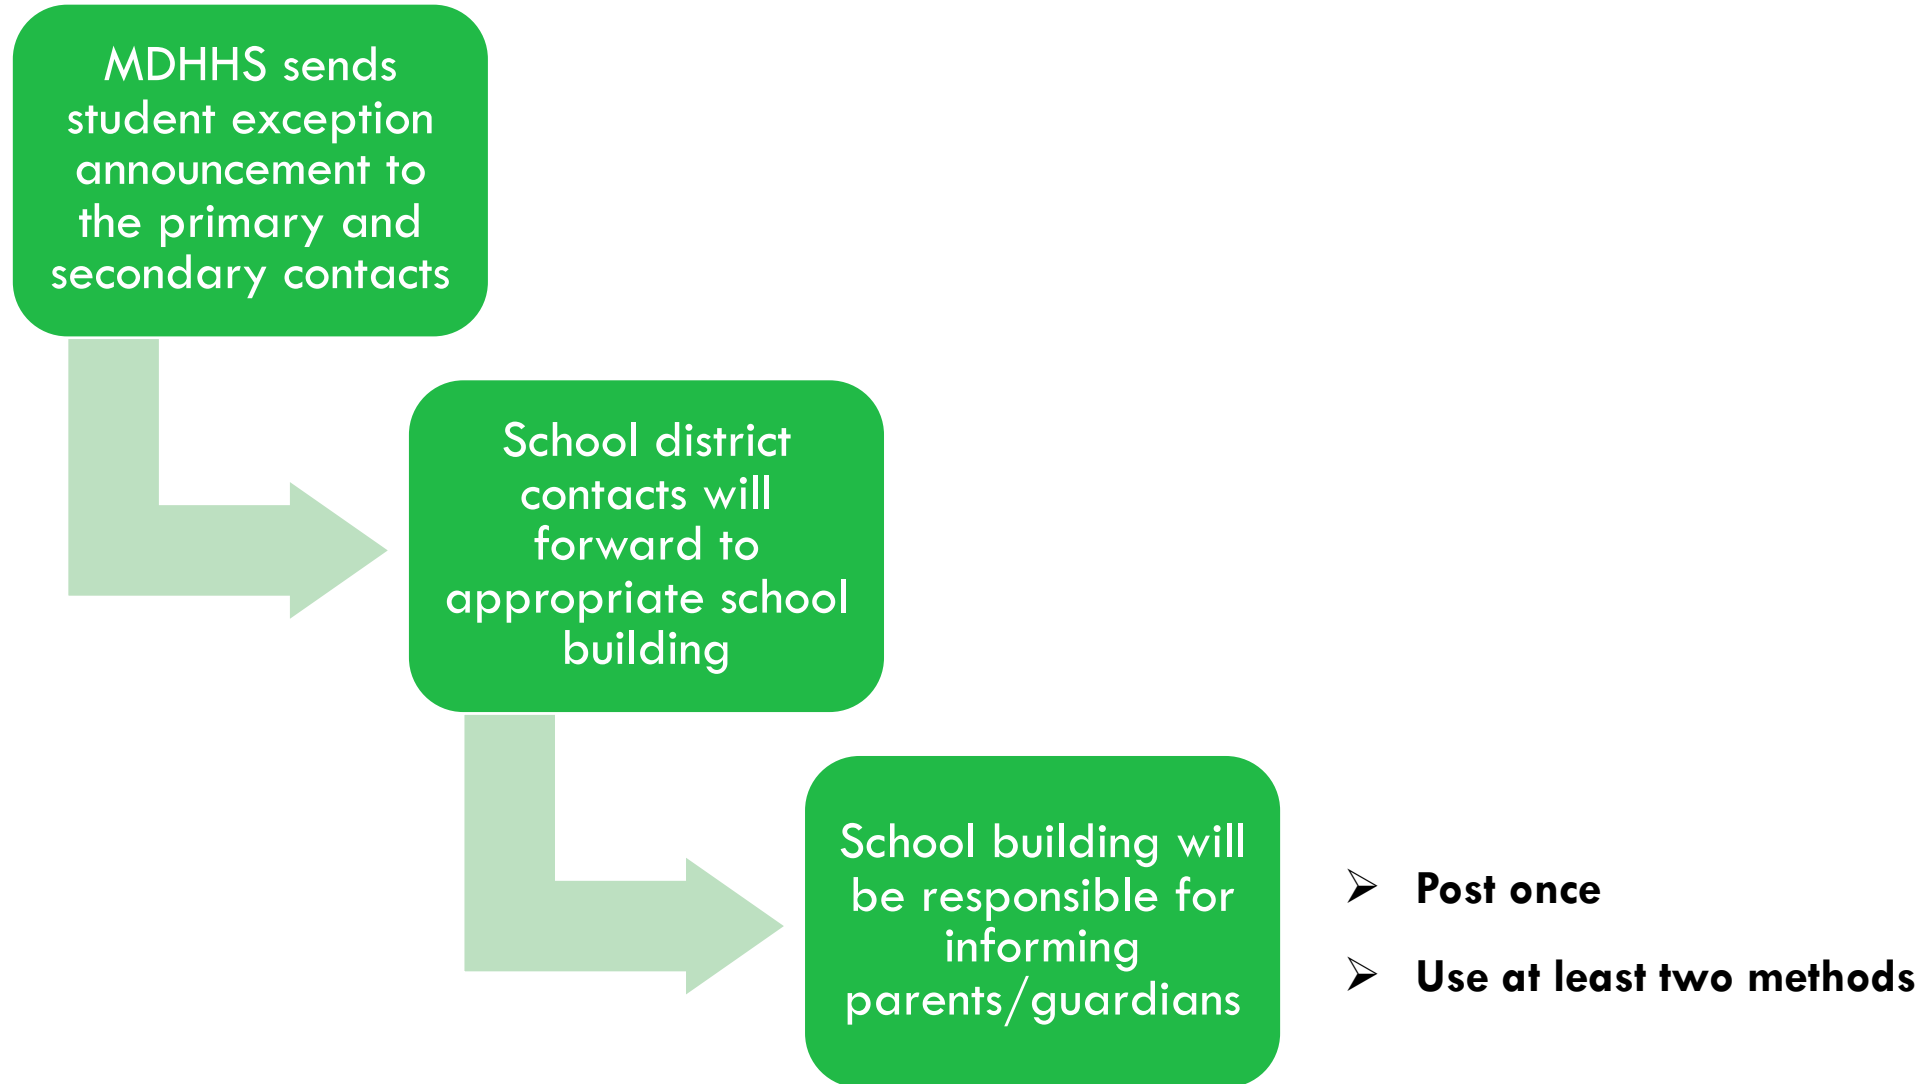 MDHHS sends
student exception
announcement to
the primary and
secondary contacts
School district
contacts will
forward to
appropriate school
building
School building will
be responsible for
informing
parents/guardians
➢ Post once
➢ Use at least two methods